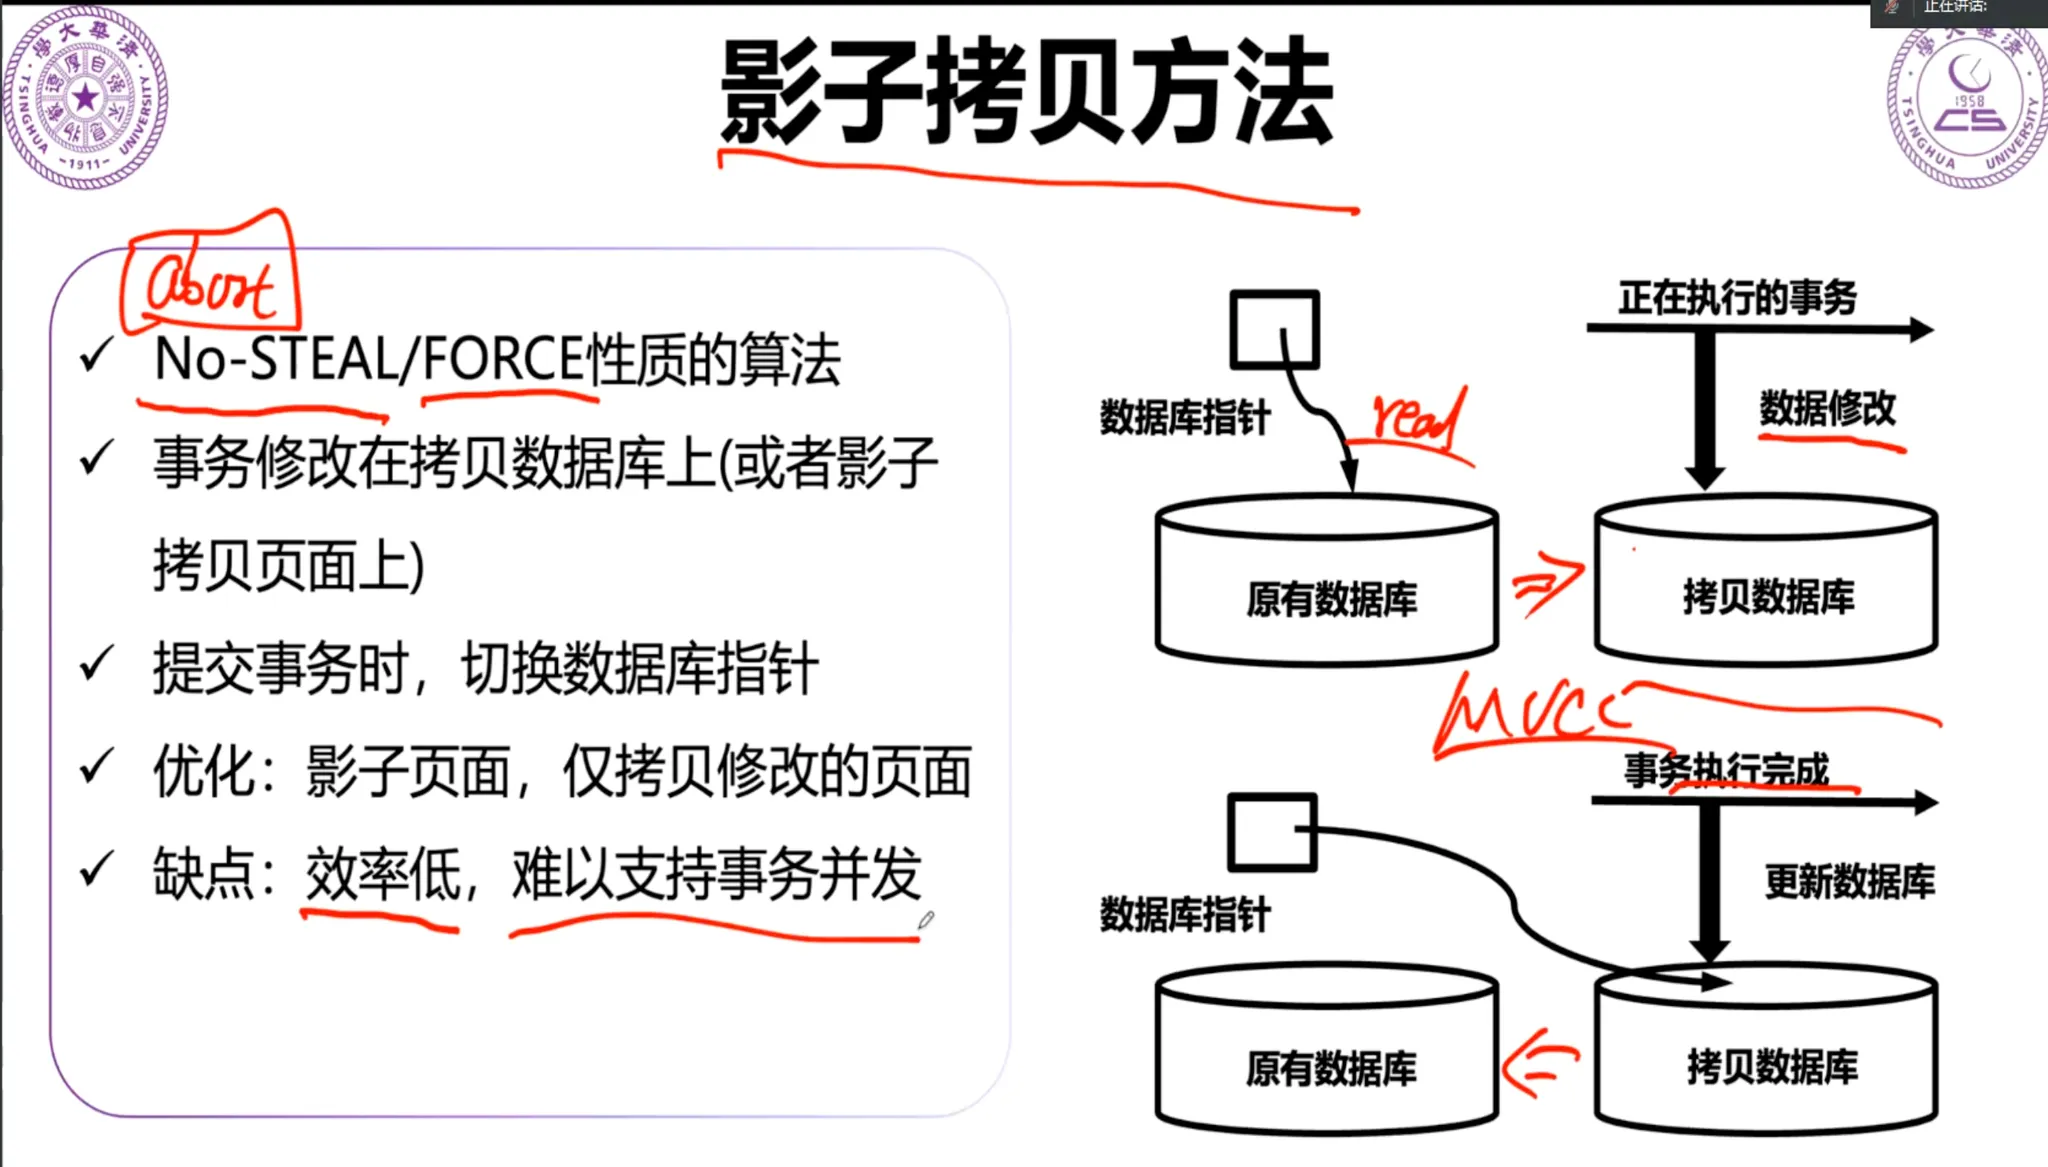 正在讲话:
影子拷贝方法
abort
✓ No-STEAL/FORCE性质的算法
✓ 事务修改在拷贝数据库上(或者影子
拷贝页面上)
✓ 提交事务时，切换数据库指针
✓ 优化：影子页面，仅拷贝修改的页面
✓ 缺点：效率低，难以支持事务并发
正在执行的事务
数据库指针
read
数据修改
原有数据库
拷贝数据库
MVCC
事务执行完成
数据库指针
更新数据库
原有数据库
拷贝数据库
TSINGHUA UNIVERSITY
-1911-
1958
TSINGHUA UNIVERSITY